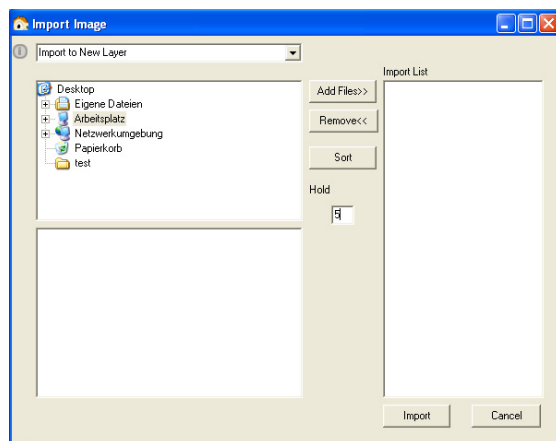 Import Image
Import to New Layer
Import List
Desktop
Eigene Dateien
Arbeitsplatz
Netzwerkumgebung
Papierkorb
test
Add Files>>
Remove<<
Sort
Hold
5
Import
Cancel